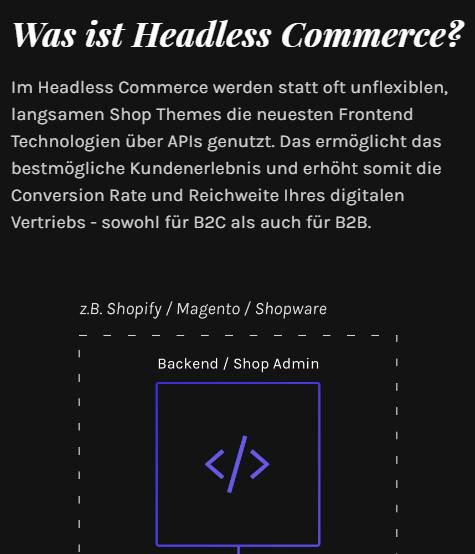 Was ist Headless Commerce?
Im Headless Commerce werden statt oft unflexiblen,
langsamen Shop Themes die neuesten Frontend
Technologien über APIs genutzt. Das ermöglicht das
bestmögliche Kundenerlebnis und erhöht somit die
Conversion Rate und Reichweite Ihres digitalen
Vertriebs - sowohl für B2C als auch für B2B.
z.B. Shopify / Magento / Shopware
Backend / Shop Admin
</>